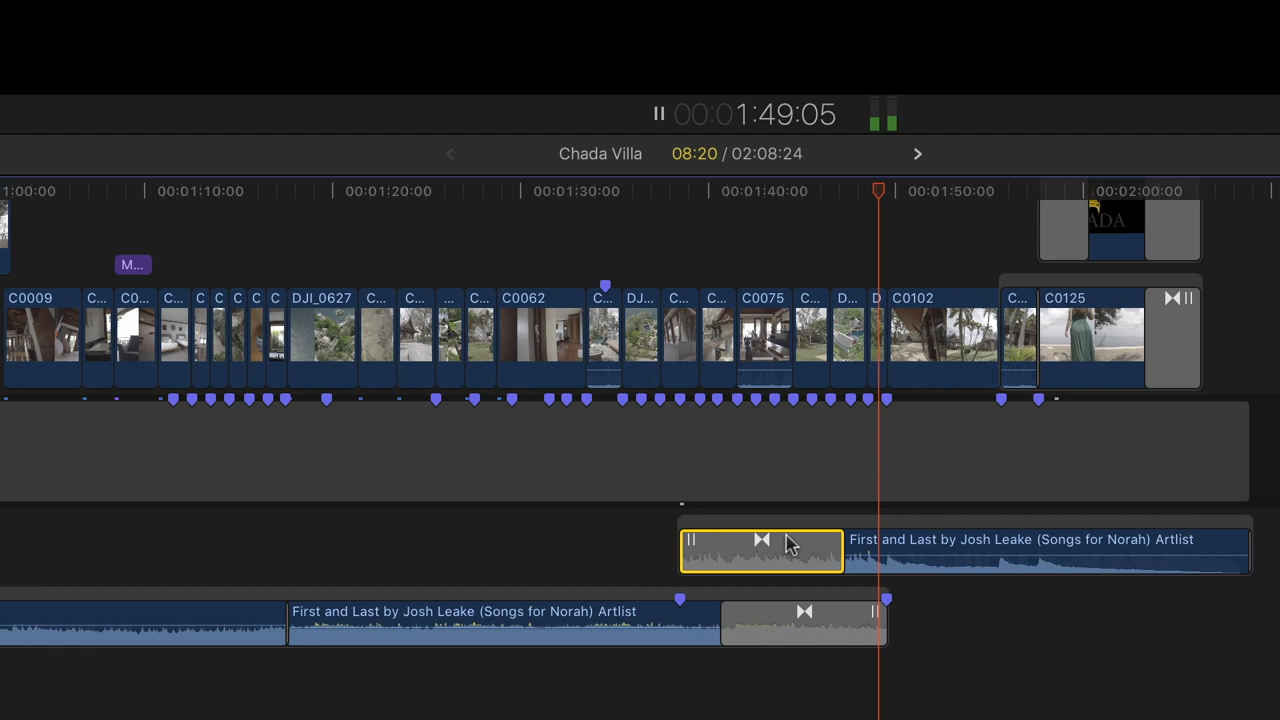 00:01:49:05
Chada Villa 08:20 / 02:08:24
1:00:00 00:01:10:00 00:01:20:00 00:01:30:00 00:01:40:00 00:01:50:00 00:02:00:00
ADA
M...
C0009 C... C0... C... C C C C C DJI_0627 C... C... ... C... C0062 C... DJ... C... C... C0075 C... D... D C0102 C... C0125
First and Last by Josh Leake (Songs for Norah) Artlist
First and Last by Josh Leake (Songs for Norah) Artlist